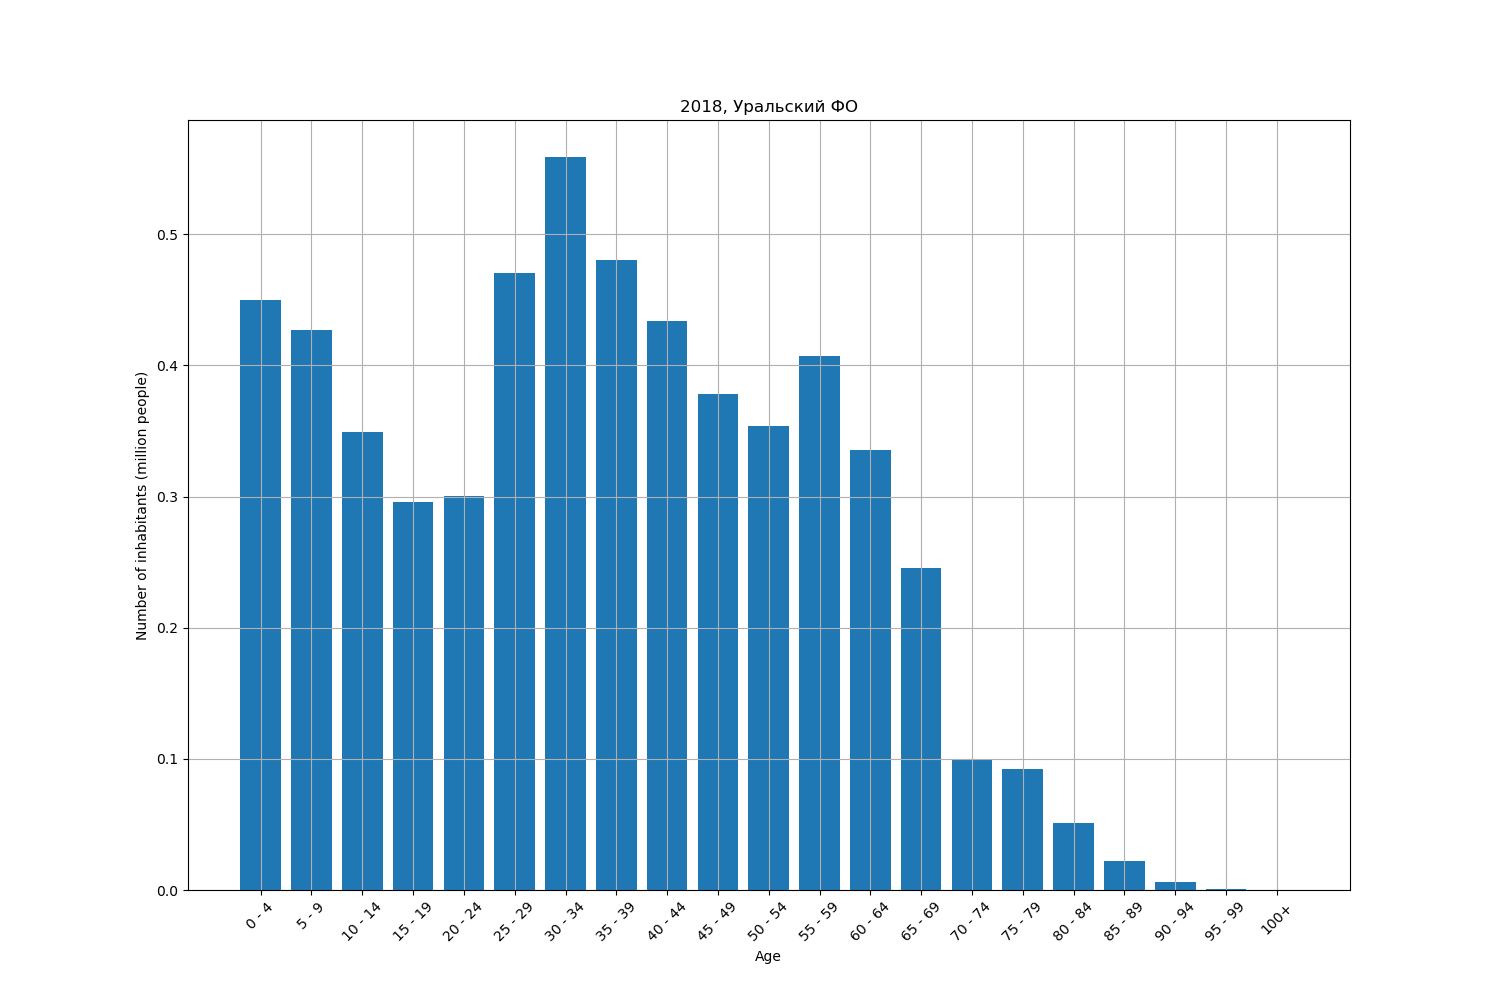 2018, Уральский ФО
Number of inhabitants (million people)
0.5
0.4
0.3
0.2
0.1
0.0
0 - 4
5 - 9
10 - 14
15 - 19
20 - 24
25 - 29
30 - 34
35 - 39
40 - 44
45 - 49
50 - 54
55 - 59
60 - 64
65 - 69
70 - 74
75 - 79
80 - 84
85 - 89
90 - 94
95 - 99
100+
Age